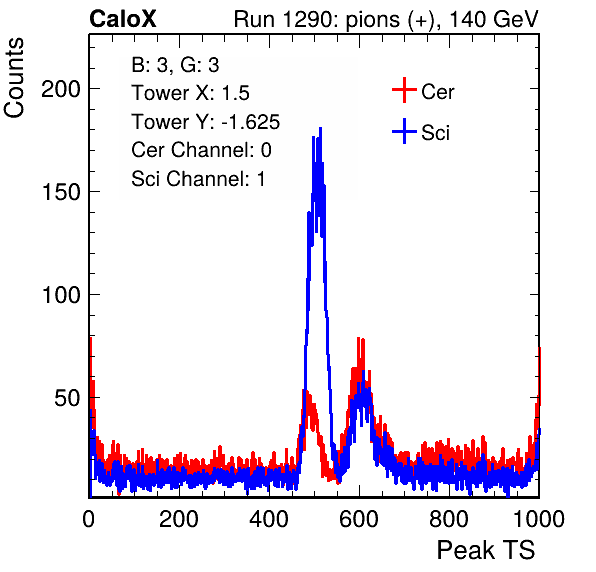 CaloX Run 1290: pions (+), 140 GeV
Counts
B: 3, G: 3
Tower X: 1.5
Tower Y: -1.625
Cer Channel: 0
Sci Channel: 1
Cer
Sci
200
150
100
50
0 200 400 600 800 1000
Peak TS